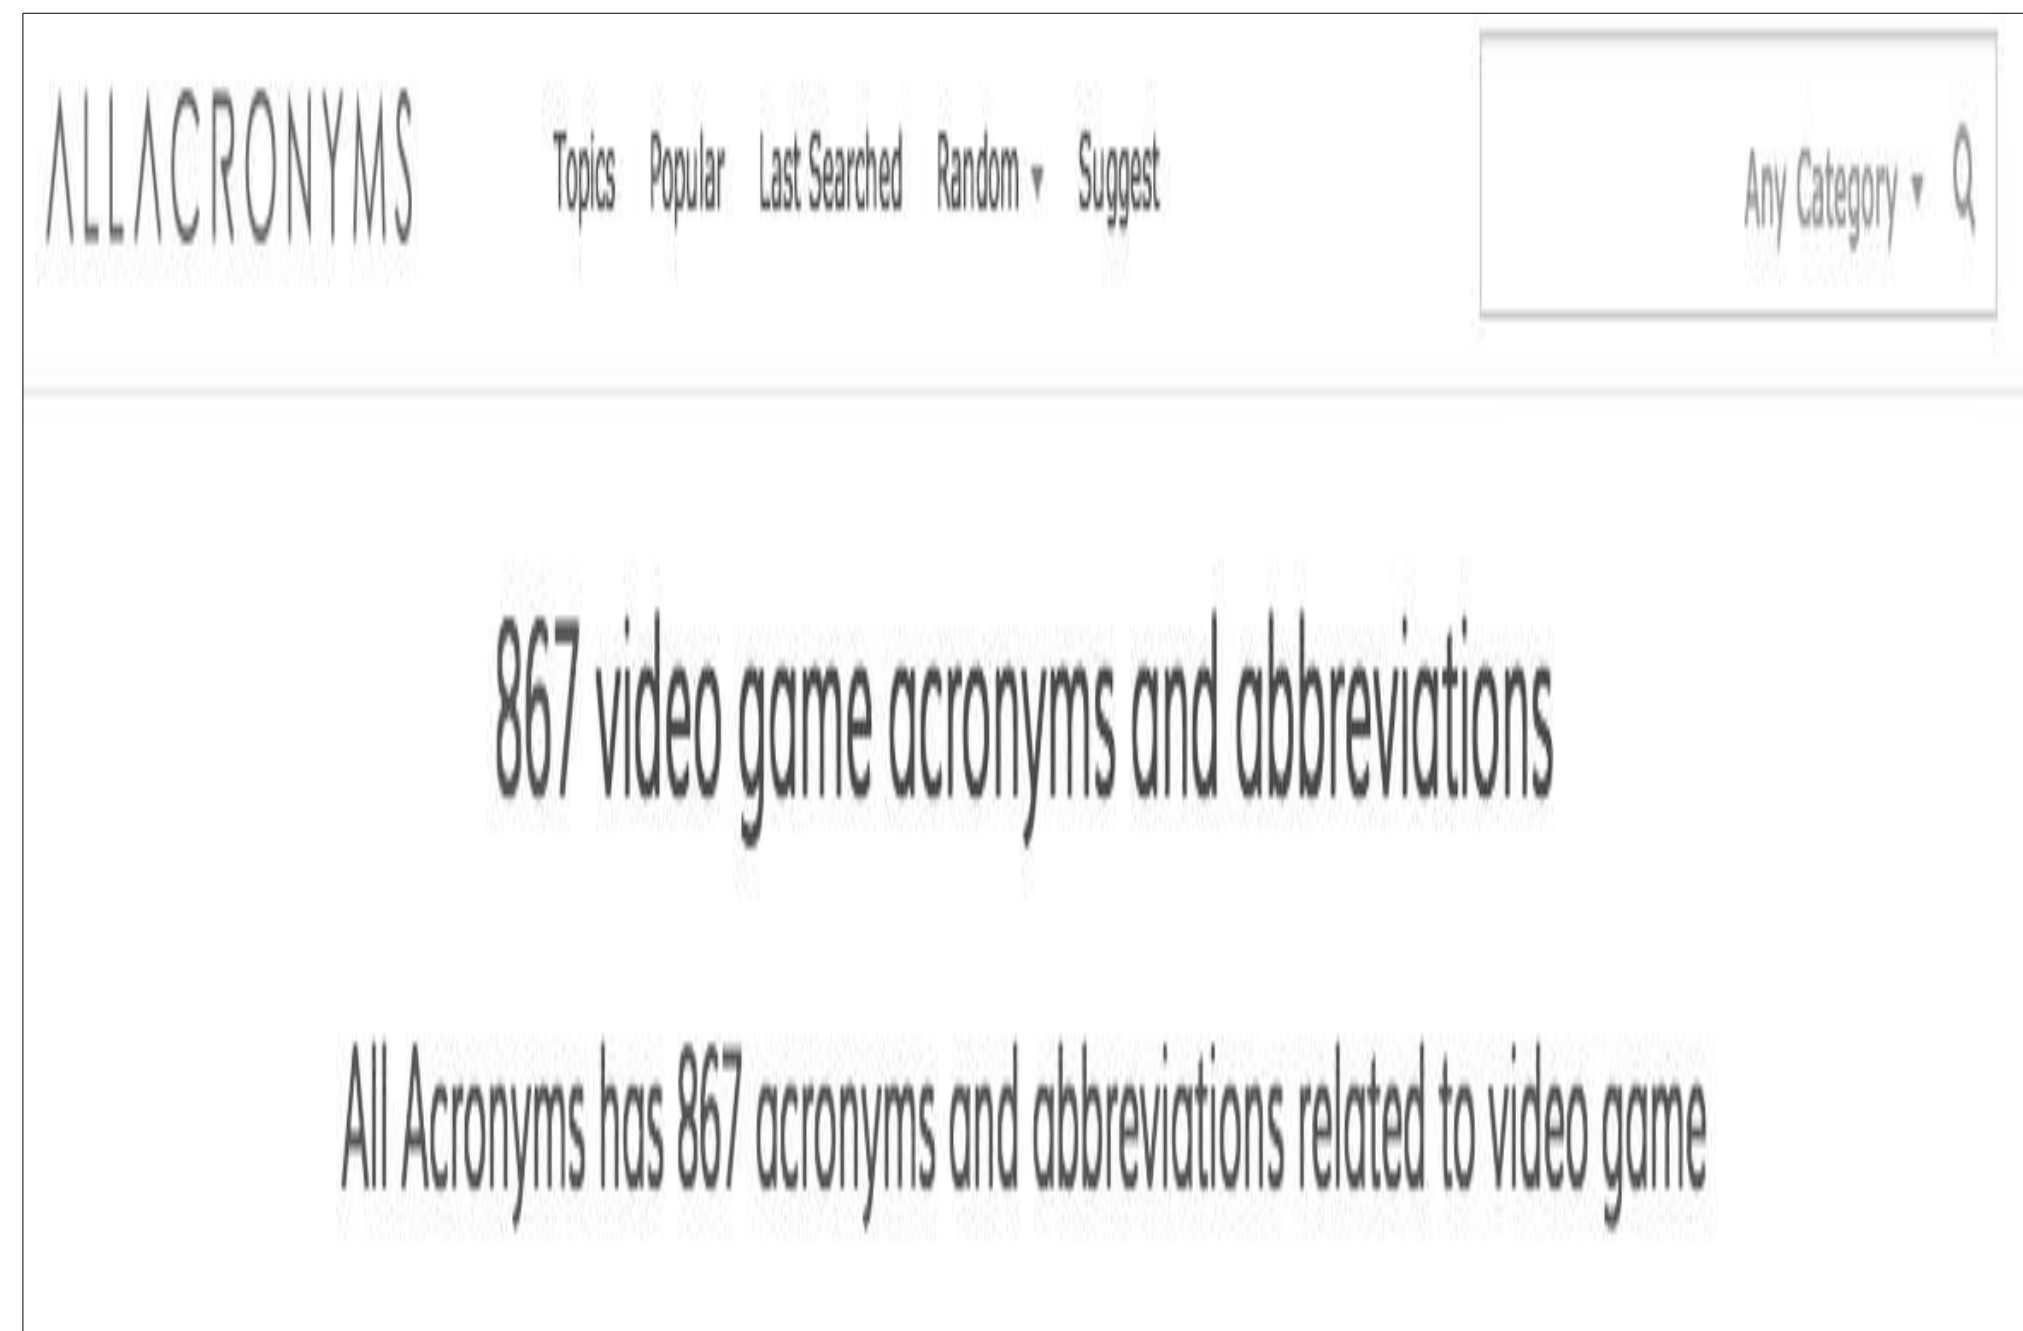 ALLACRONYMS Topics Popular Last Searched Random ▾ Suggest Any Category ▾
867 video game acronyms and abbreviations
All Acronyms has 867 acronyms and abbreviations related to video game